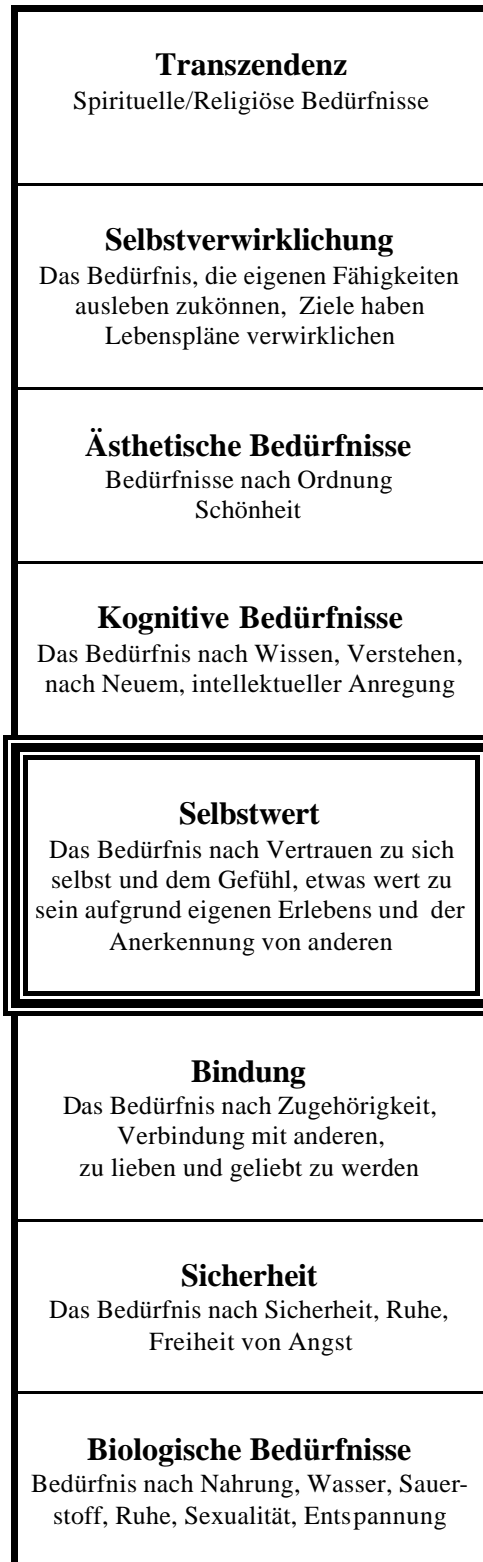 Transzendenz
Spirituelle/Religiöse Bedürfnisse
Selbstverwirklichung
Das Bedürfnis, die eigenen Fähigkeiten
ausleben zukönnen, Ziele haben
Lebenspläne verwirklichen
Ästhetische Bedürfnisse
Bedürfnisse nach Ordnung
Schönheit
Kognitive Bedürfnisse
Das Bedürfnis nach Wissen, Verstehen,
nach Neuem, intellektueller Anregung
Selbstwert
Das Bedürfnis nach Vertrauen zu sich
selbst und dem Gefühl, etwas wert zu
sein aufgrund eigenen Erlebens und der
Anerkennung von anderen
Bindung
Das Bedürfnis nach Zugehörigkeit,
Verbindung mit anderen,
zu lieben und geliebt zu werden
Sicherheit
Das Bedürfnis nach Sicherheit, Ruhe,
Freiheit von Angst
Biologische Bedürfnisse
Bedürfnis nach Nahrung, Wasser, Sauer-
stoff, Ruhe, Sexualität, Entspannung